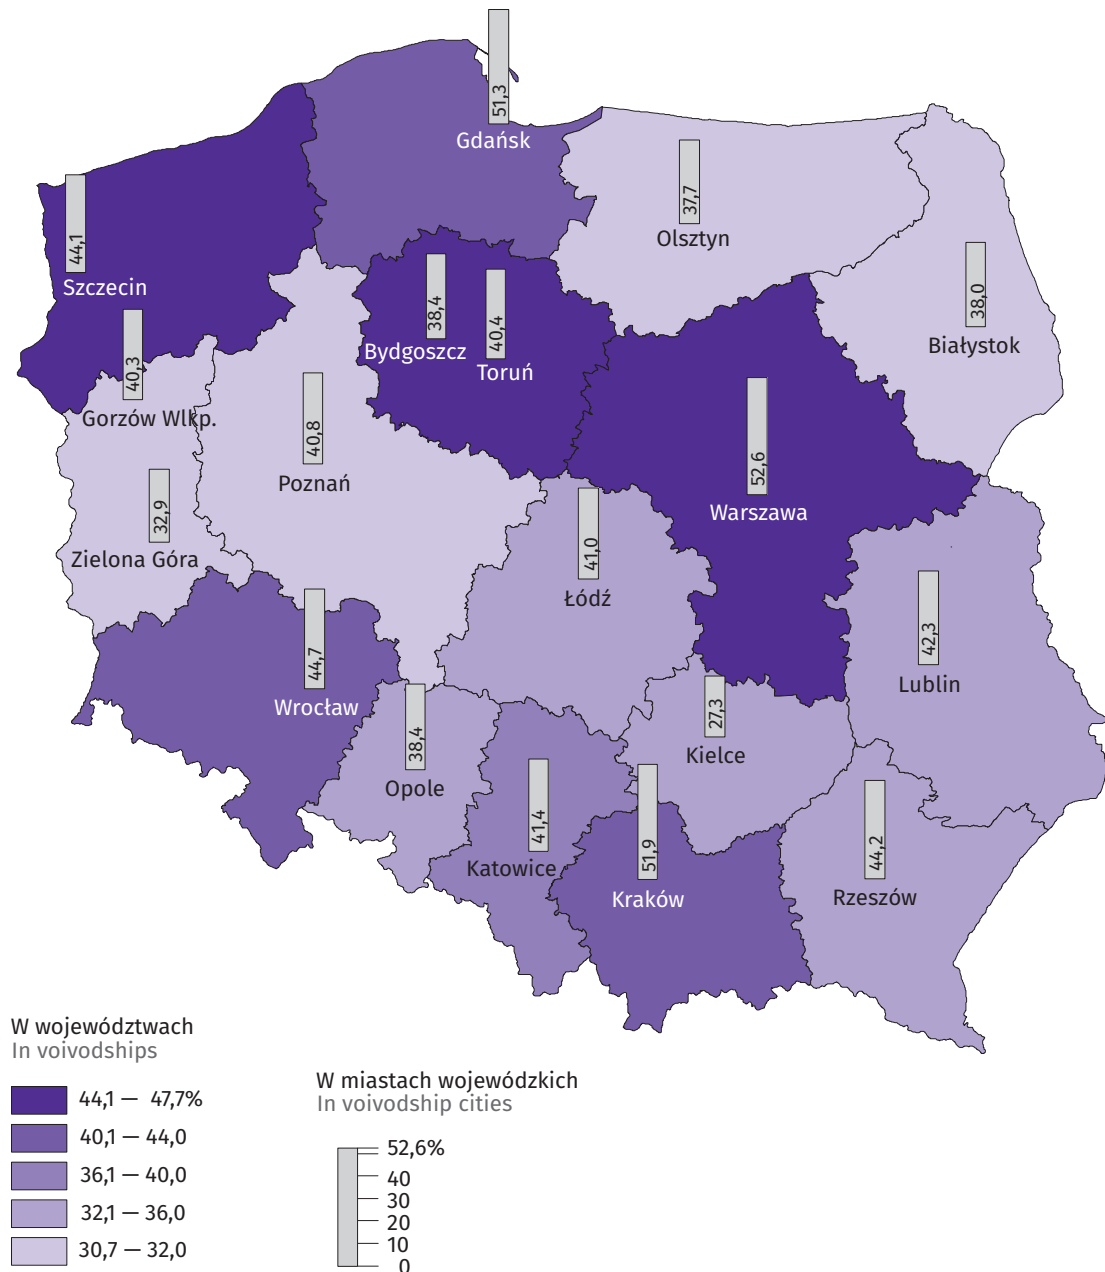 51,3
Gdańsk
37,7
Olsztyn
44,1
Szczecin
38,0
Białystok
38,4
Bydgoszcz
40,4
Toruń
40,3
Gorzów Wlkp.
40,8
Poznań
52,6
Warszawa
32,9
Zielona Góra
41,0
Łódź
42,3
Lublin
44,7
Wrocław
27,3
Kielce
38,4
Opole
41,4
Katowice
51,9
Kraków
44,2
Rzeszów
W województwach
In voivodships
44,1 — 47,7%
40,1 — 44,0
36,1 — 40,0
32,1 — 36,0
30,7 — 32,0
W miastach wojewódzkich
In voivodship cities
52,6%
40
30
20
10
0